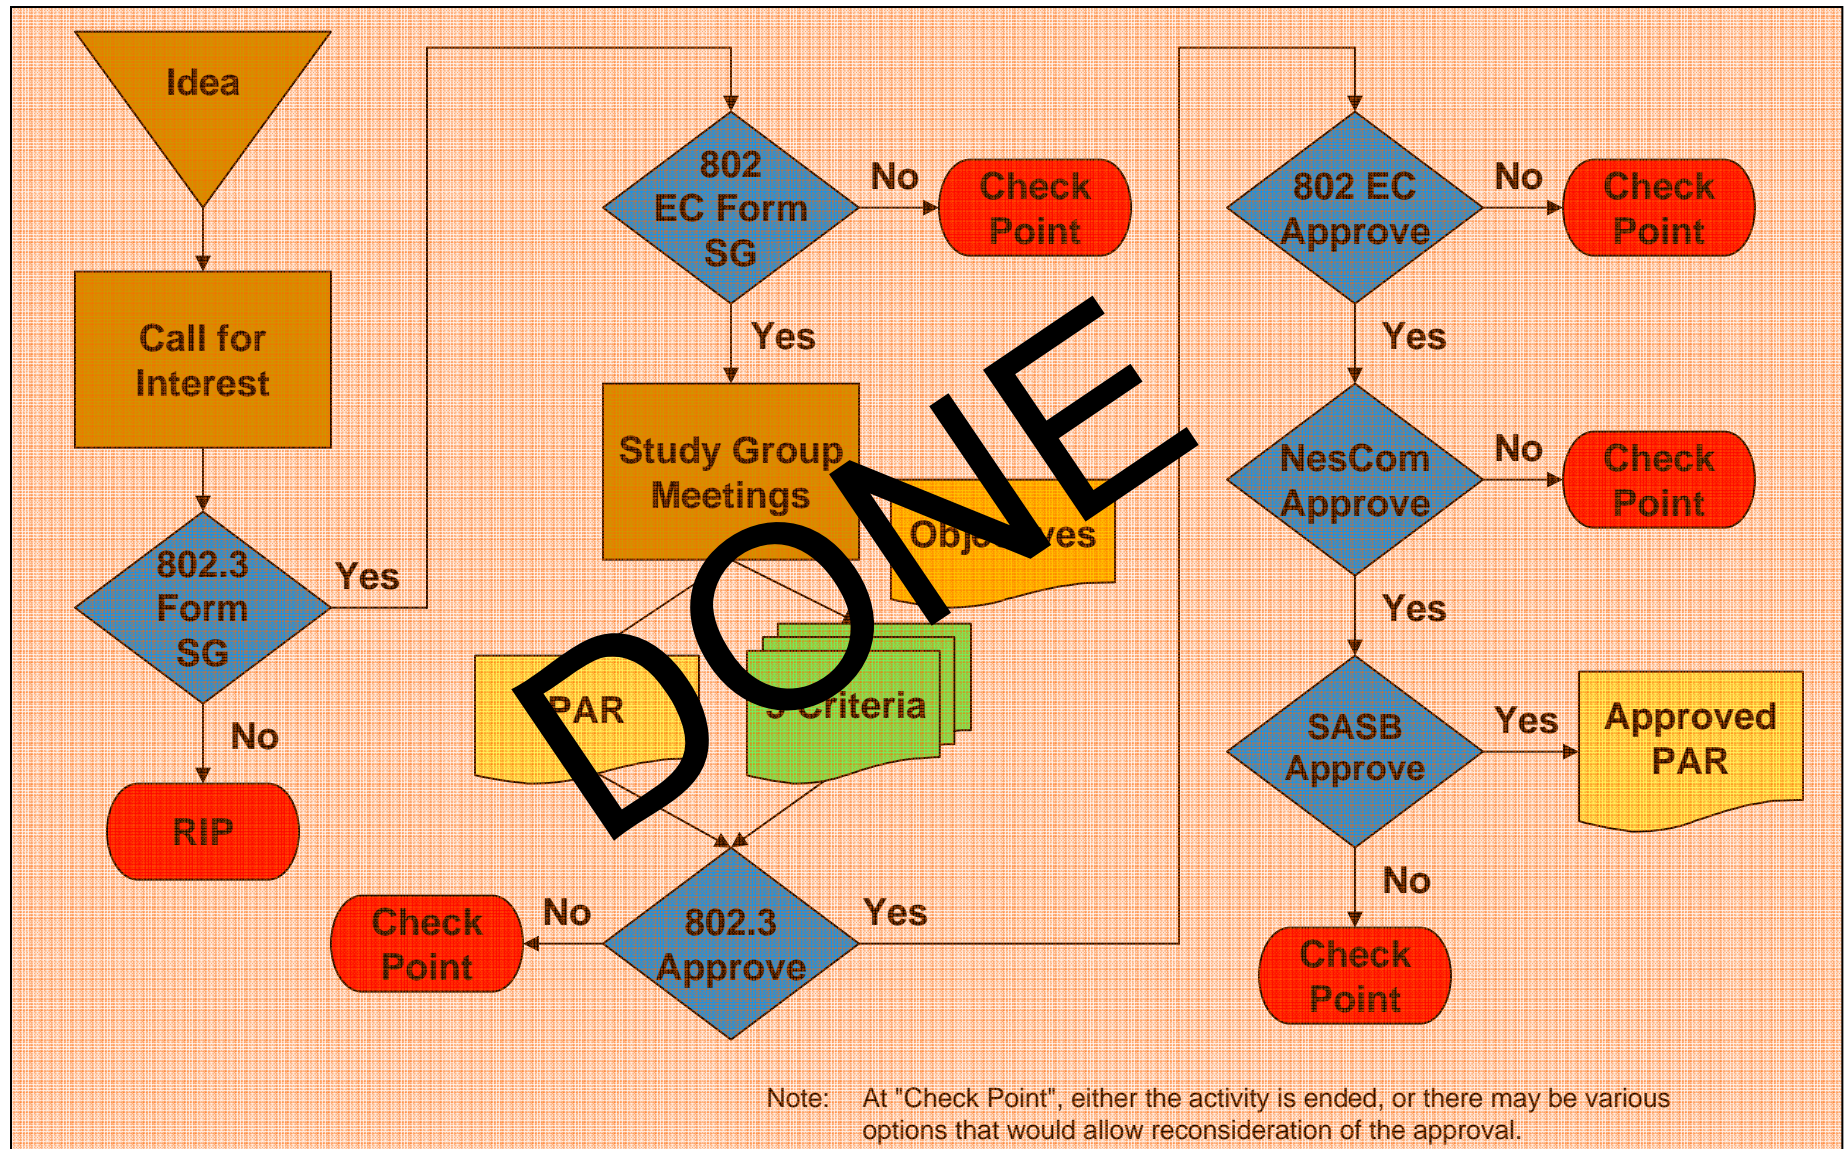 Idea
Call for
Interest
802.3
Form
SG
Yes
No
RIP
802
EC Form
SG
No
Check
Point
Yes
Study Group
Meetings
Objectives
PAR
5 Criteria
802.3
Approve
No
Check
Point
Yes
802 EC
Approve
No
Check
Point
Yes
NesCom
Approve
No
Check
Point
Yes
SASB
Approve
Yes
Approved
PAR
No
Check
Point
DONE
Note: At "Check Point", either the activity is ended, or there may be various
options that would allow reconsideration of the approval.